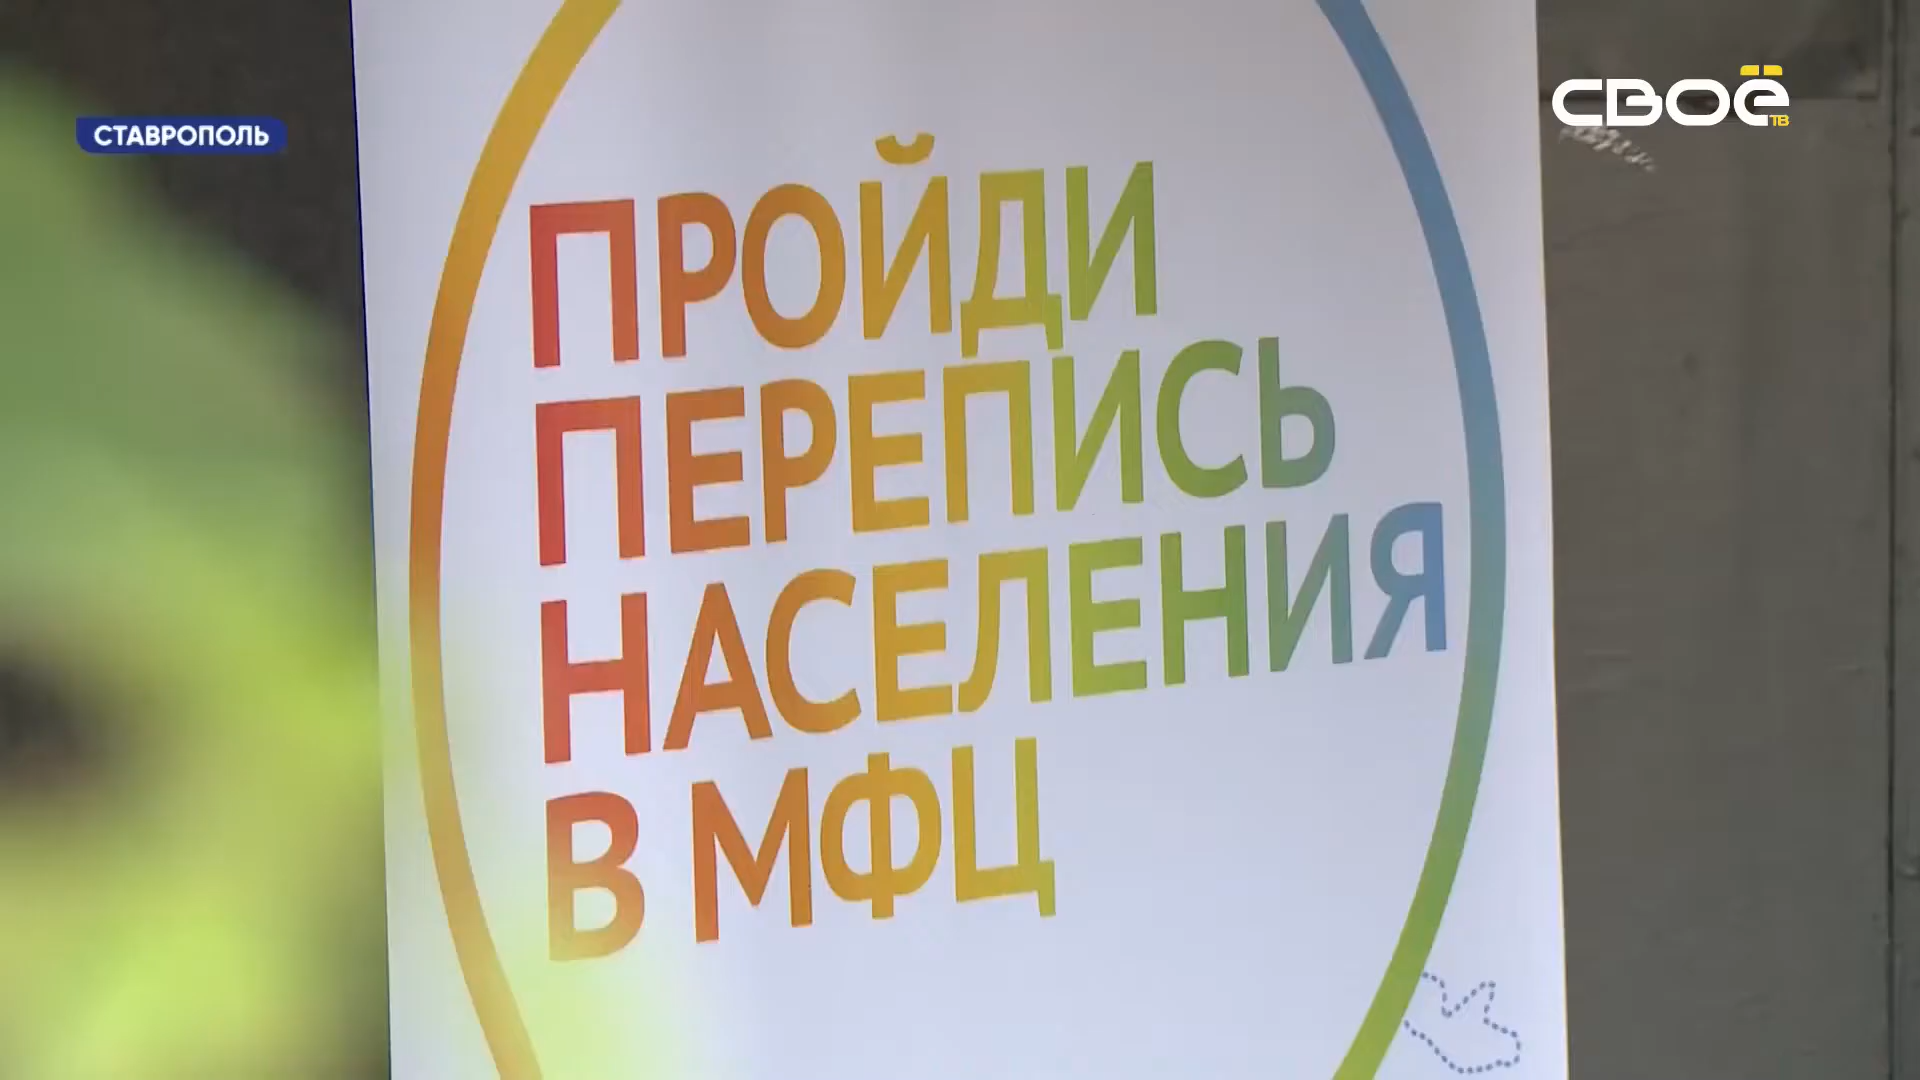 СТАВРОПОЛЬ
СВОЁ
ТВ
ПРОЙДИ
ПЕРЕПИСЬ
НАСЕЛЕНИЯ
В МФЦ